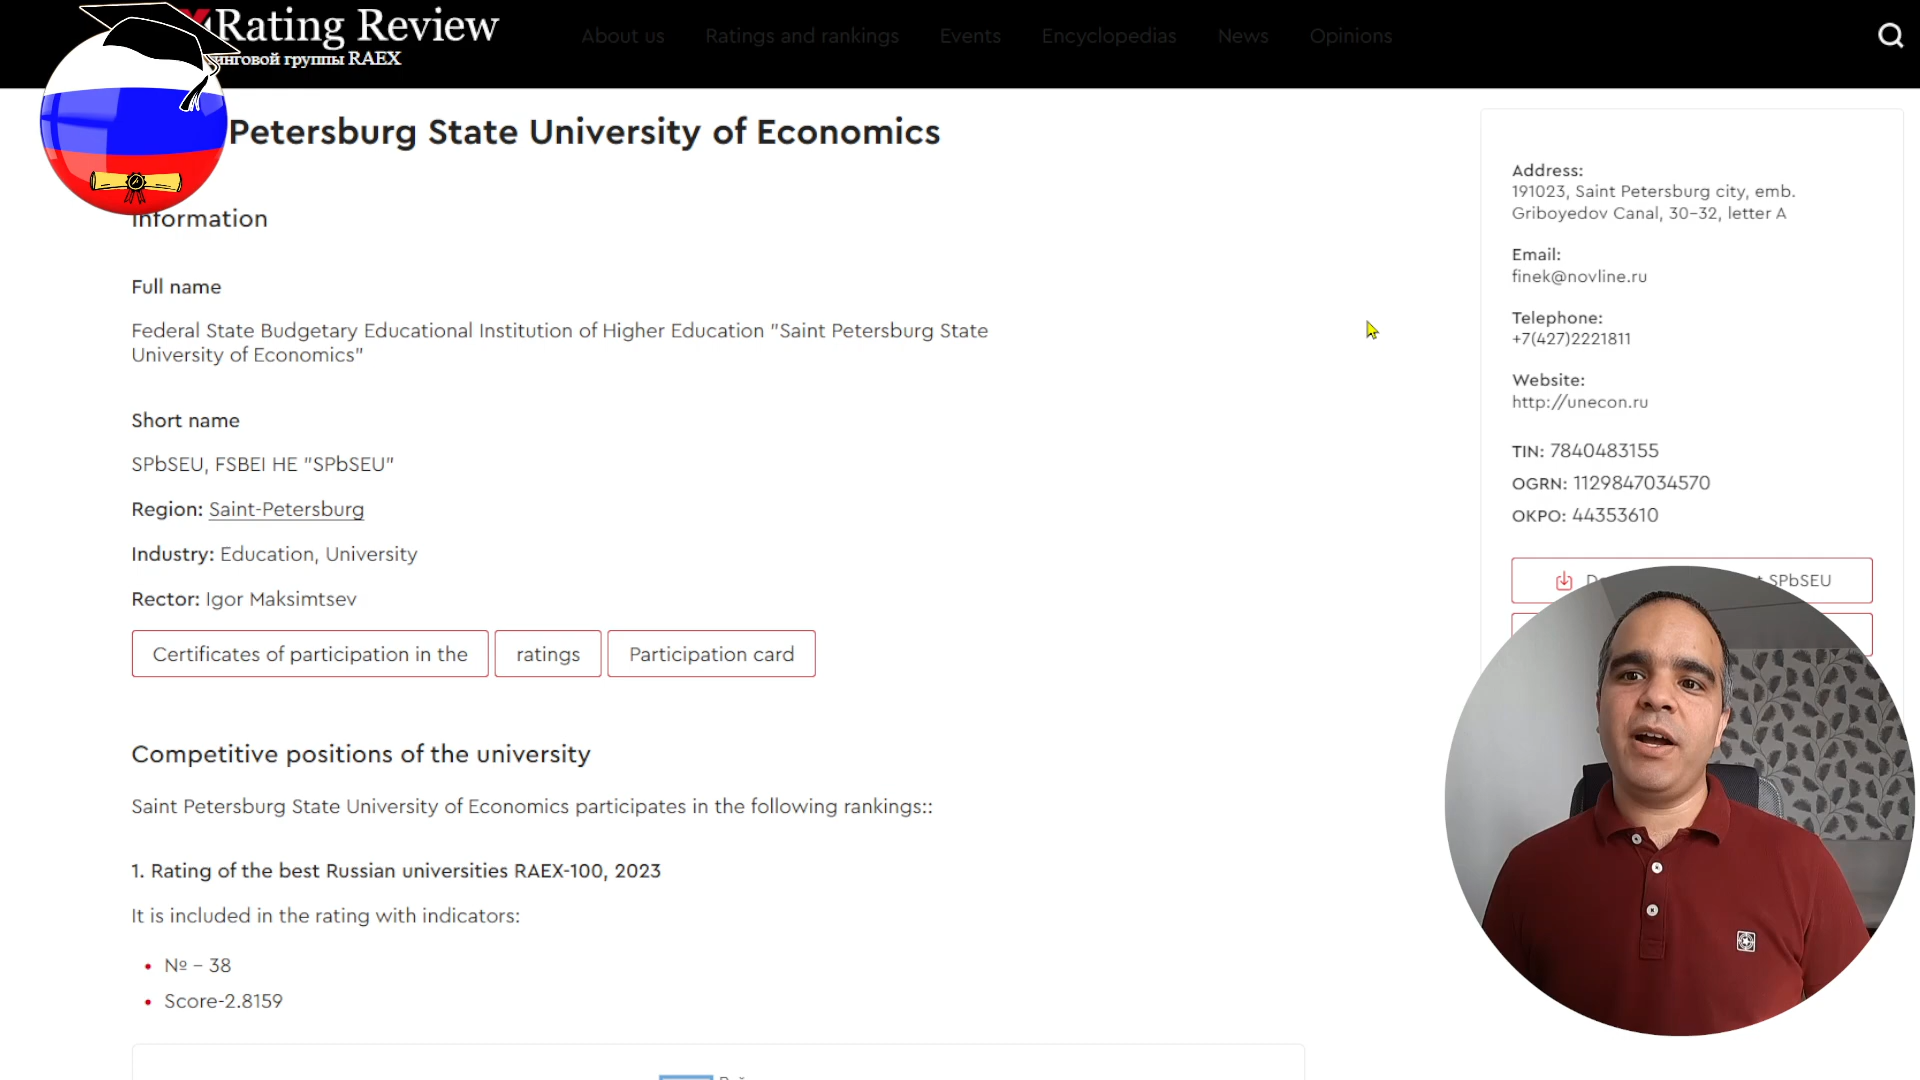 Rating Review
About us
Ratings and rankings
Events
Encyclopedias
News
Opinions
инговой группы RAEX
Petersburg State University of Economics
Information
Full name
Federal State Budgetary Educational Institution of Higher Education "Saint Petersburg State
University of Economics"
Short name
SPbSEU, FSBEI HE "SPbSEU"
Region: Saint-Petersburg
Industry: Education, University
Rector: Igor Maksimtsev
Certificates of participation in the
ratings
Participation card
Competitive positions of the university
Saint Petersburg State University of Economics participates in the following rankings::
1. Rating of the best Russian universities RAEX-100, 2023
It is included in the rating with indicators:
• № – 38
• Score-2.8159
Address:
191023, Saint Petersburg city, emb.
Griboyedov Canal, 30-32, letter A
Email:
finek@novline.ru
Telephone:
+7(427)2221811
Website:
http://unecon.ru
TIN: 7840483155
OGRN: 1129847034570
OKPO: 44353610
SPbSEU